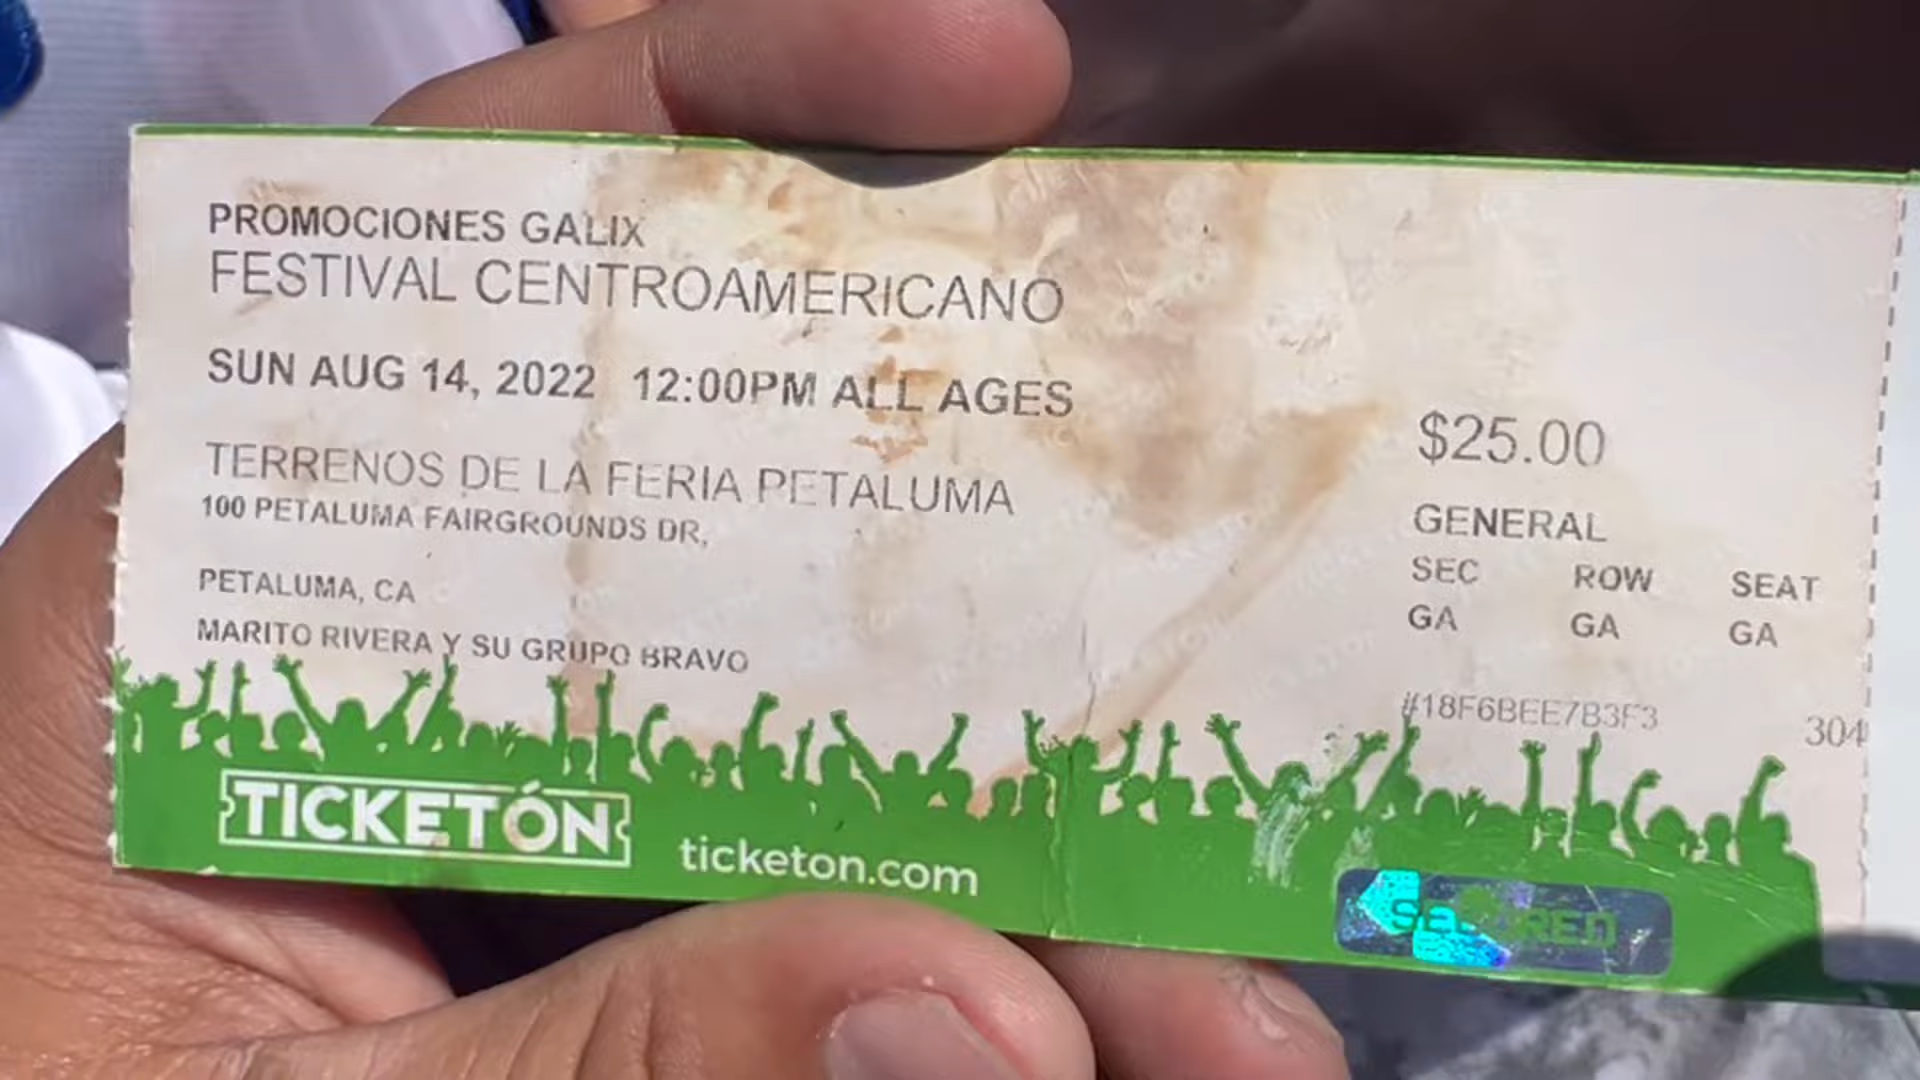 PROMOCIONES GALIX
FESTIVAL CENTROAMERICANO
SUN AUG 14, 2022 12:00PM ALL AGES
TERRENOS DE LA FERIA PETALUMA
100 PETALUMA FAIRGROUNDS DR,
PETALUMA, CA
MARITO RIVERA Y SU GRUPO BRAVO
$25.00
GENERAL
SEC ROW SEAT
GA GA GA
#18F6BEE7B3F3 304
TICKETÓN
ticketon.com